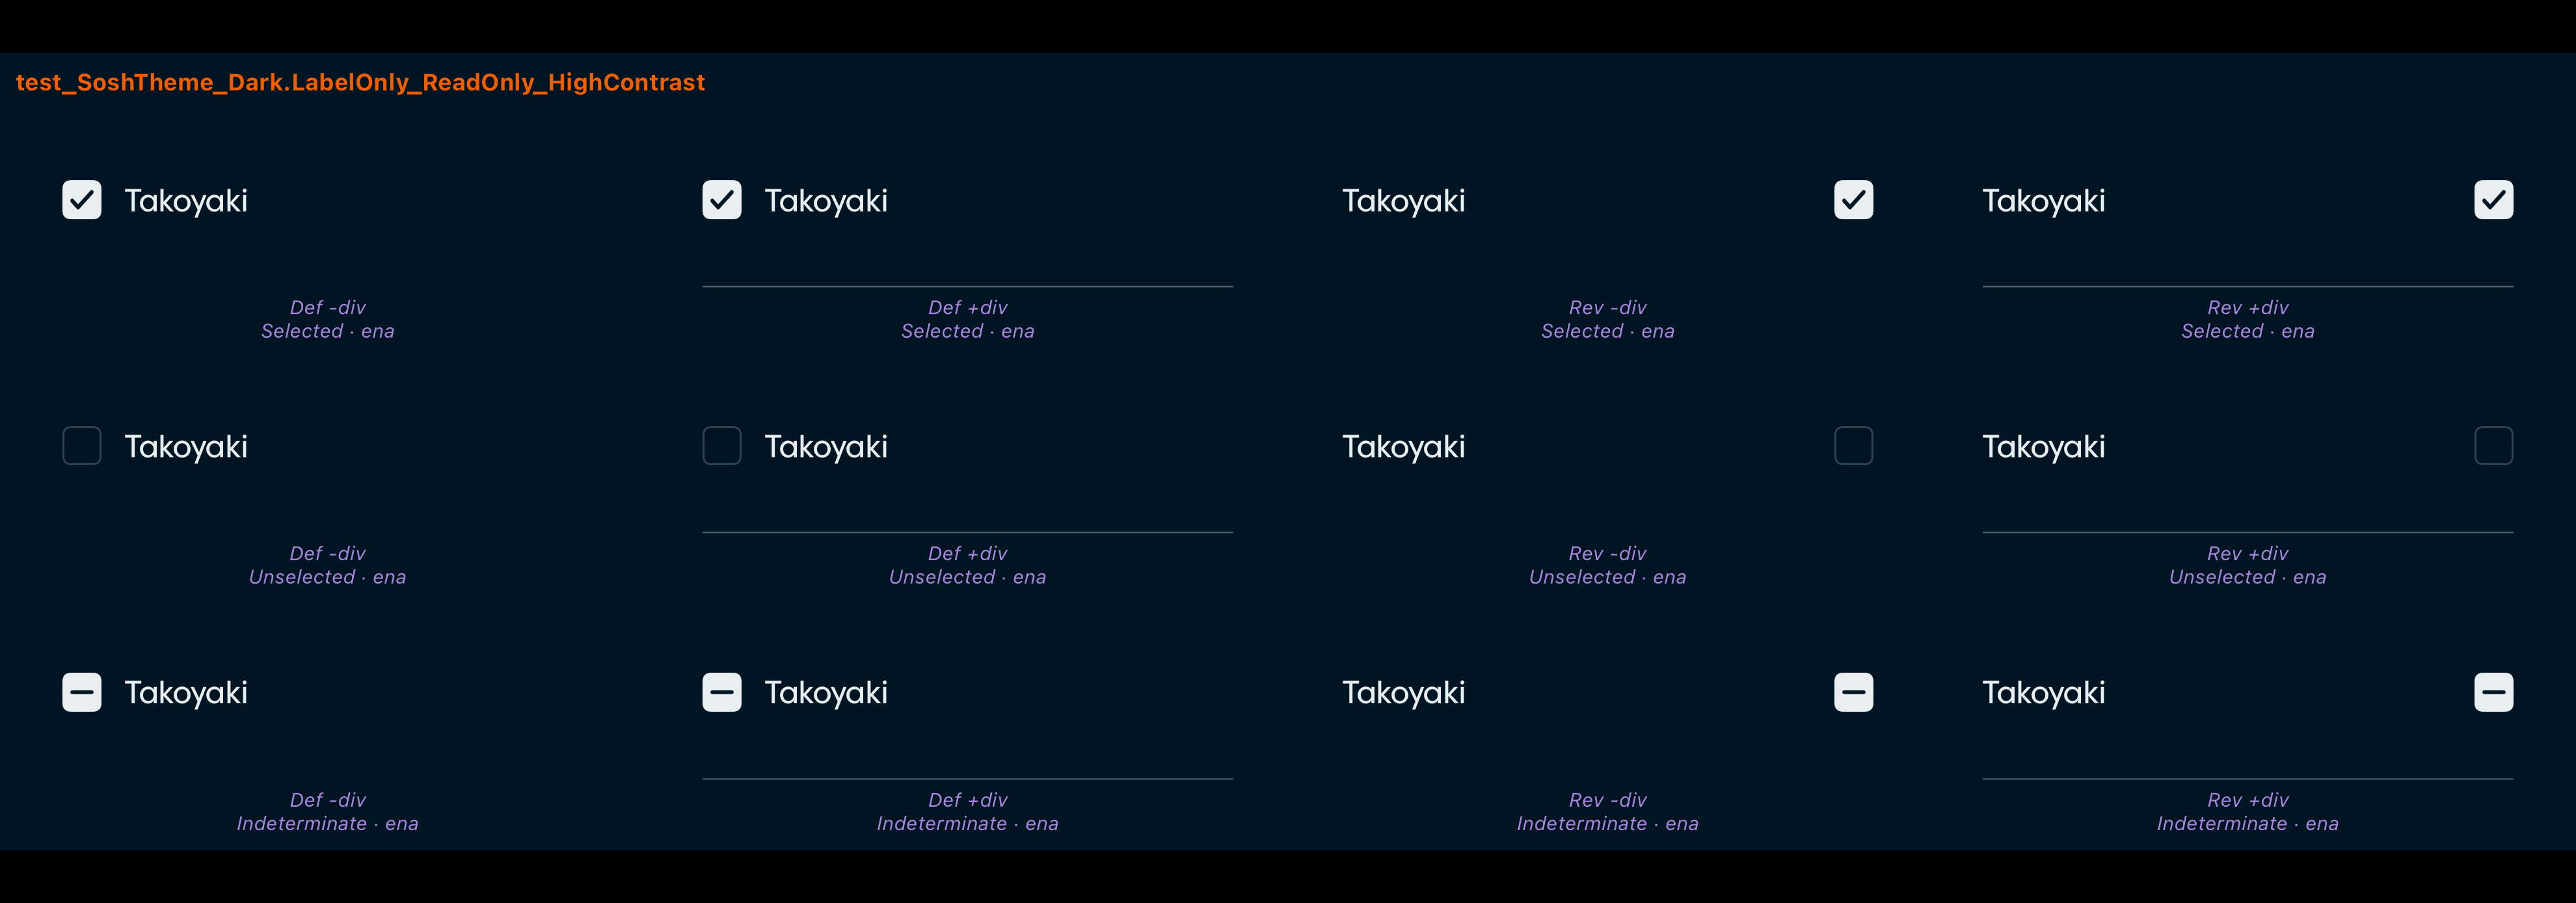 test_SoshTheme_Dark.LabelOnly_ReadOnly_HighContrast
Takoyaki
Takoyaki
Takoyaki
Takoyaki
Def -div
Selected · ena
Def +div
Selected · ena
Rev -div
Selected · ena
Rev +div
Selected · ena
Takoyaki
Takoyaki
Takoyaki
Takoyaki
Def -div
Unselected · ena
Def +div
Unselected · ena
Rev -div
Unselected · ena
Rev +div
Unselected · ena
Takoyaki
Takoyaki
Takoyaki
Takoyaki
Def -div
Indeterminate · ena
Def +div
Indeterminate · ena
Rev -div
Indeterminate · ena
Rev +div
Indeterminate · ena